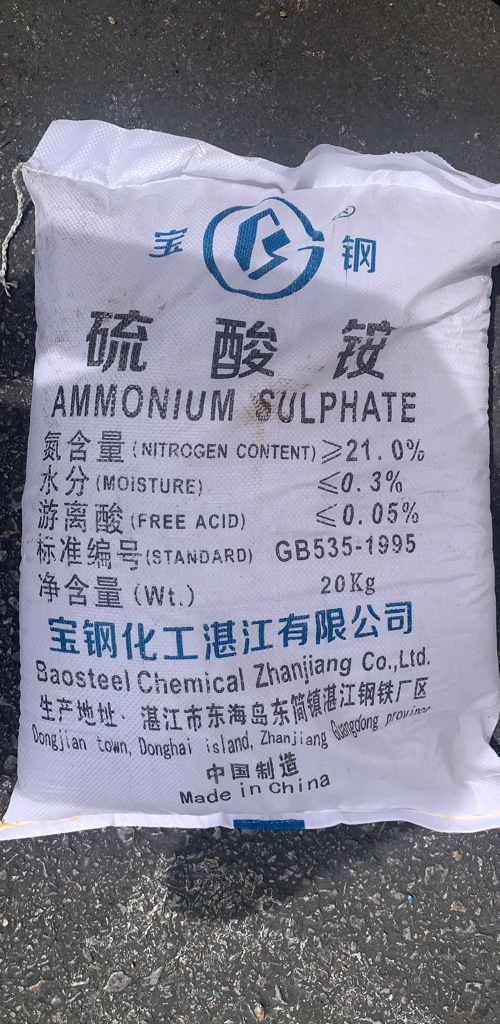 宝 钢
硫 酸 铵
AMMONIUM SULPHATE
氮含量(NITROGEN CONTENT)≥21.0%
水分(MOISTURE) ≤0.3%
游离酸(FREE ACID) ≤0.05%
标准编号(STANDARD) GB535-1995
净含量(Wt.) 20Kg
宝钢化工湛江有限公司
Baosteel Chemical Zhanjiang Co.,Ltd.
生产地址: 湛江市东海岛东简镇湛江钢铁厂区
Dongjian town, Donghai island, Zhanjiang Guangdong province
中国制造
Made in China